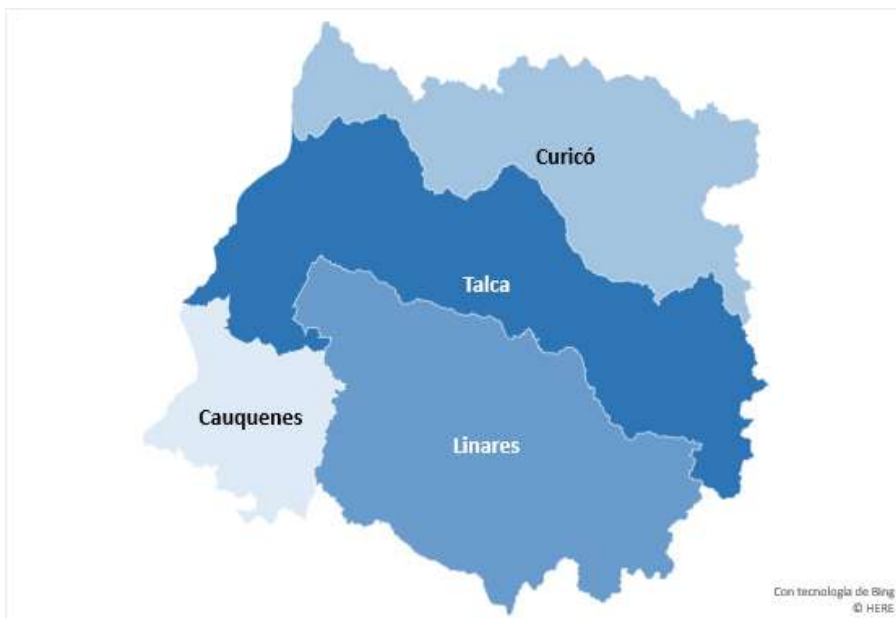 Curicó
Talca
Cauquenes
Linares
Con tecnología de Bing
© HERE